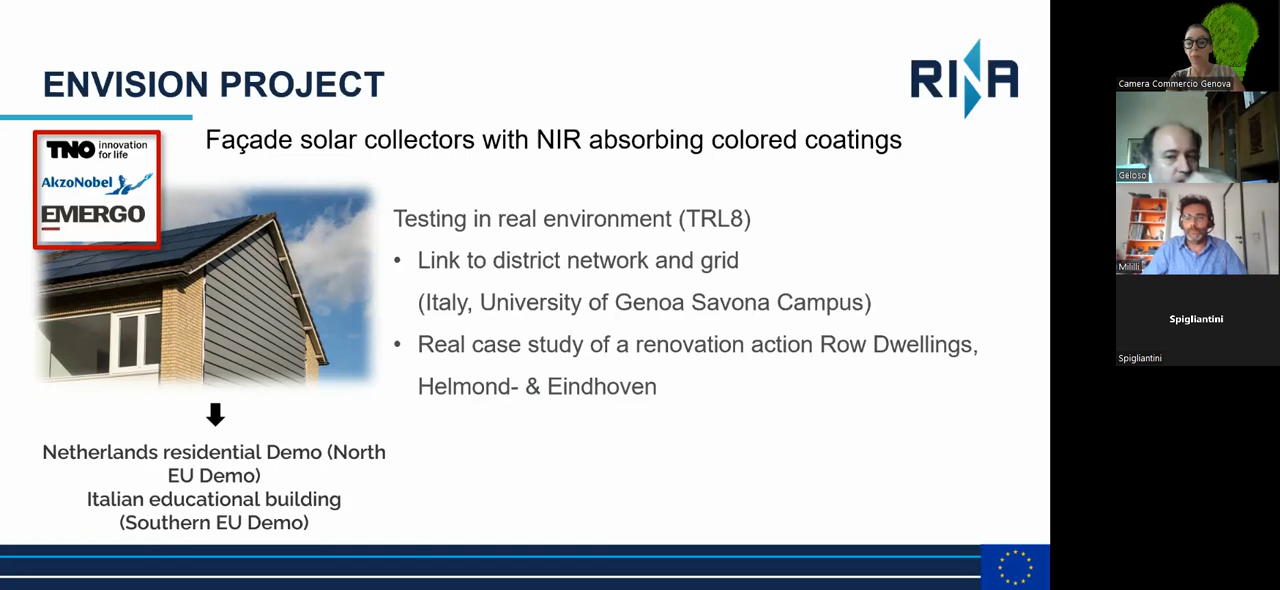 ENVISION PROJECT
RINA
TNO innovation
for life
AkzoNobel
EMERGO
Façade solar collectors with NIR absorbing colored coatings
Testing in real environment (TRL8)
• Link to district network and grid
(Italy, University of Genoa Savona Campus)
• Real case study of a renovation action Row Dwellings,
Helmond- & Eindhoven
Netherlands residential Demo (North
EU Demo)
Italian educational building
(Southern EU Demo)
Camera Commercio Genova
Geloso
Mililli
Spigliantini
Spigliantini